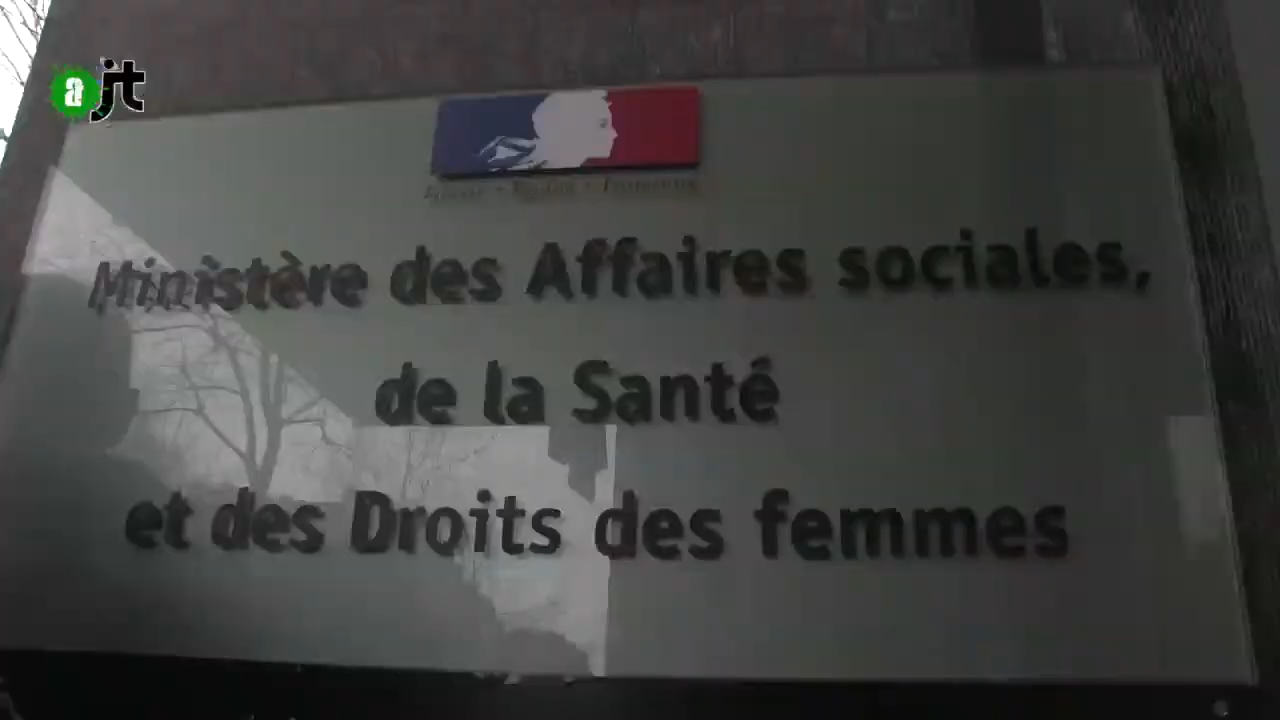 ajt
Ministère des Affaires sociales,
de la Santé
et des Droits des femmes